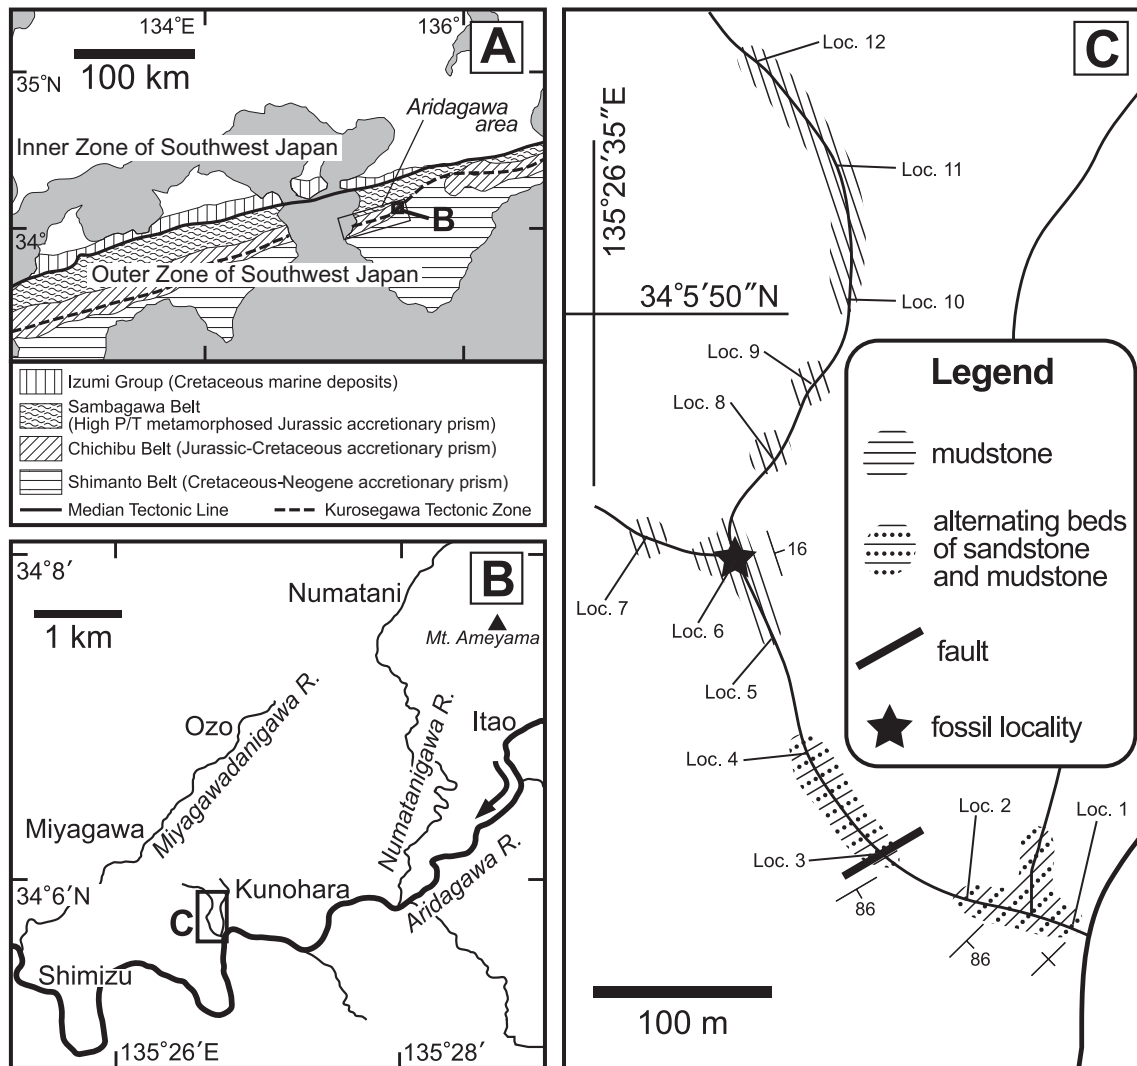 134°E
136°
A
100 km
35°N
Aridagawa
area
Inner Zone of Southwest Japan
B
34°
Outer Zone of Southwest Japan
Izumi Group (Cretaceous marine deposits)
Sambagawa Belt
(High P/T metamorphosed Jurassic accretionary prism)
Chichibu Belt (Jurassic-Cretaceous accretionary prism)
Shimanto Belt (Cretaceous-Neogene accretionary prism)
Median Tectonic Line
Kurosegawa Tectonic Zone
34°8′
B
Numatani
1 km
Mt. Ameyama
Ozo
Miyagawadanigawa R.
Numatanigawa R.
Itao
Miyagawa
34°6′N
Kunohara
Aridagawa R.
C
Shimizu
135°26′E
135°28′
C
Loc. 12
135°26′35″E
Loc. 11
34°5′50″N
Loc. 10
Loc. 9
Loc. 8
16
Loc. 7
Loc. 6
Loc. 5
Loc. 4
Loc. 3
Loc. 2
Loc. 1
86
86
100 m
Legend
mudstone
alternating beds
of sandstone
and mudstone
fault
fossil locality